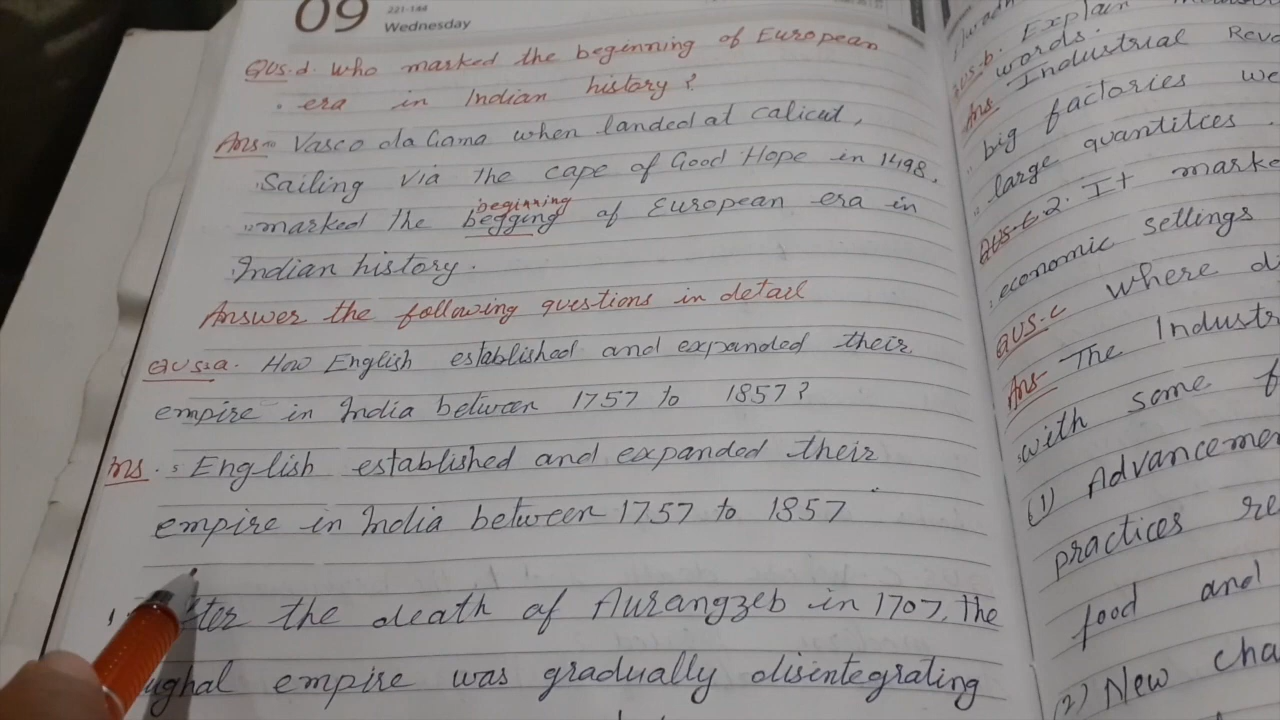 09
221-144
Wednesday
Qus.d. Who marked the beginning of European
era in Indian history?
Ans- Vasco da Gama when landed at calicut,
Sailing via the cape of Good Hope in 1498,
marked the begging of European era in
beginning
Indian history.
Answer the following questions in detail
Qus:a. How English established and expanded their
empire in India between 1757 to 1857?
Ans. : English established and expanded their
empire in India between 1757 to 1857
ter the death of Aurangzeb in 1707, the
ughal empire was gradually disintegrating
Qus.b. Explain
words.
Ans Industrial Revo
big factories we
large quantitces.
Qus-b.2. It marke
economic settings
Qus.c where di
Ans- The Industr
with some f
(1) Advancemen
practices re
food and
(2) New cha